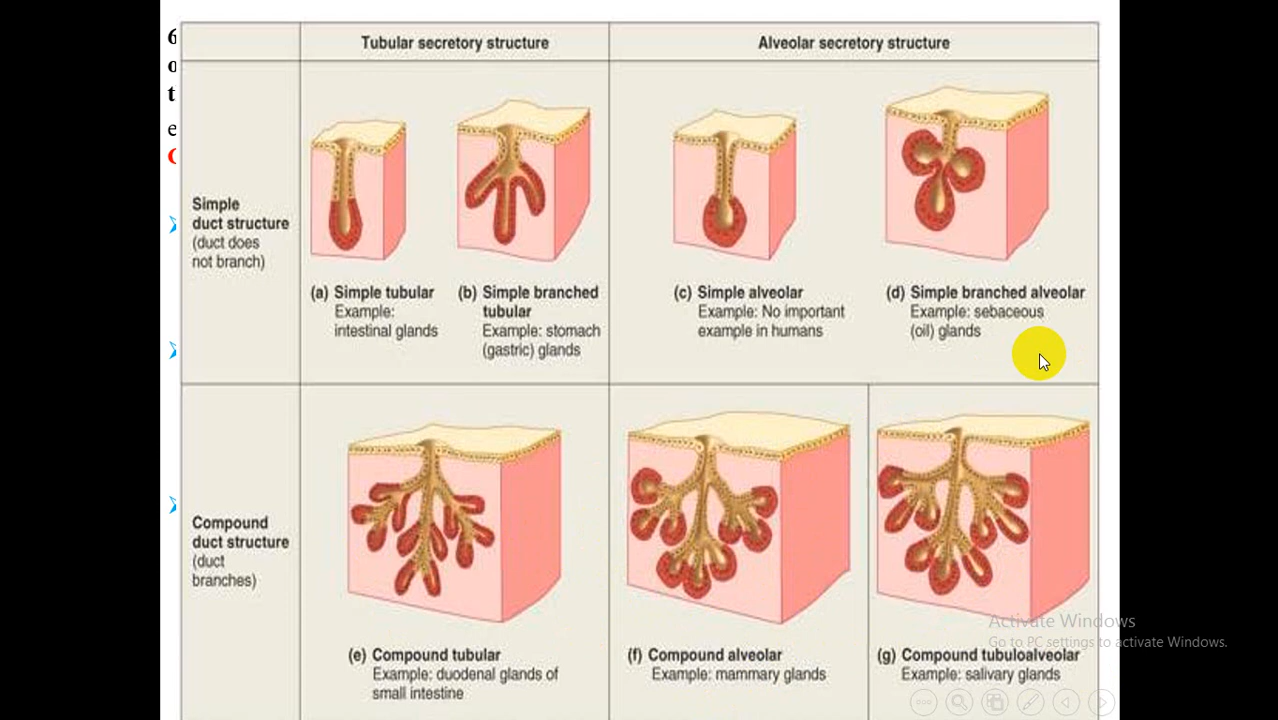 6
o
t
e
Tubular secretory structure
Alveolar secretory structure
Simple
duct structure
(duct does
not branch)
(a) Simple tubular
Example:
intestinal glands
(b) Simple branched
tubular
Example: stomach
(gastric) glands
(c) Simple alveolar
Example: No important
example in humans
(d) Simple branched alveolar
Example: sebaceous
(oil) glands
Compound
duct structure
(duct
branches)
(e) Compound tubular
Example: duodenal glands of
small intestine
(f) Compound alveolar
Example: mammary glands
(g) Compound tubuloalveolar
Example: salivary glands
Activate Windows
Go to PC settings to activate Windows.